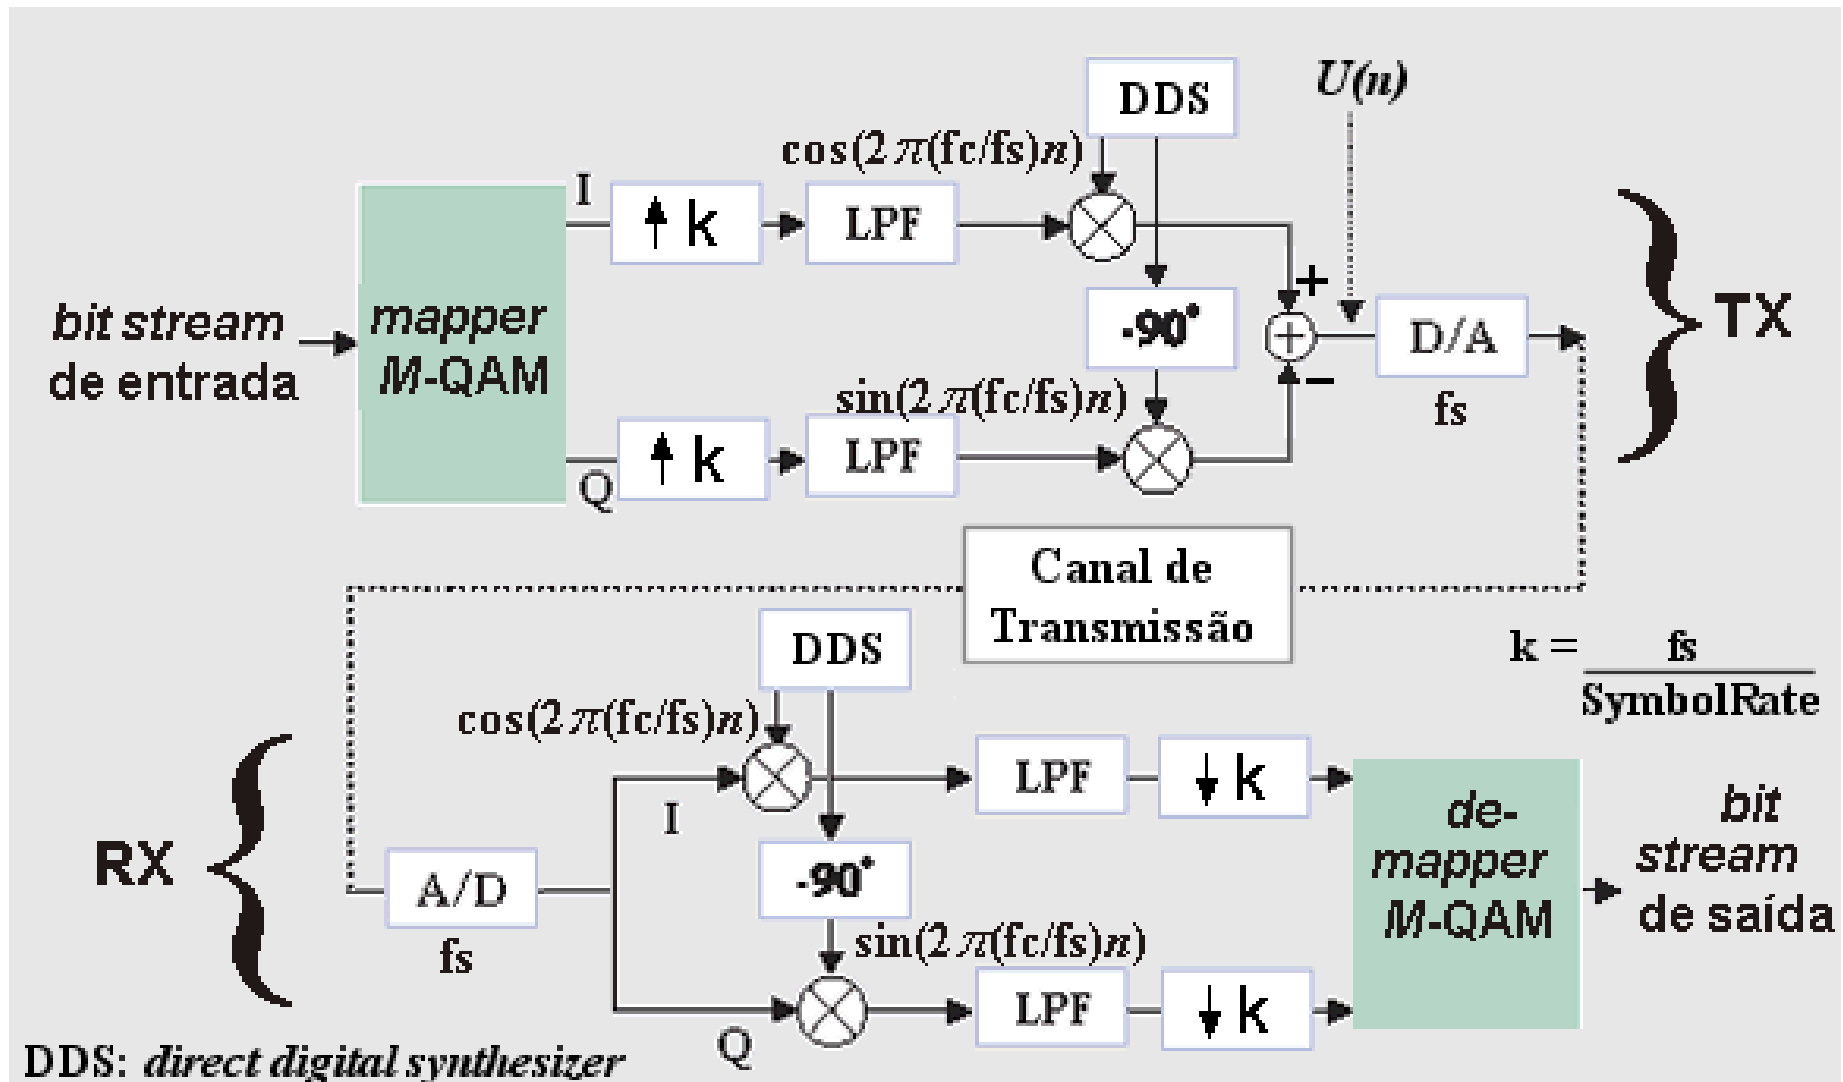 DDS
U(n)
cos(2π(fc/fs)n)
I
↑ k
LPF
-90°
+
TX
bit stream
de entrada
mapper
M-QAM
+
D/A
fs
−
sin(2π(fc/fs)n)
↑ k
LPF
Q
Canal de
Transmissão
k = fs
SymbolRate
DDS
cos(2π(fc/fs)n)
I
LPF
↓ k
RX
A/D
fs
-90°
sin(2π(fc/fs)n)
Q
LPF
↓ k
de-
mapper
M-QAM
bit
stream
de saída
DDS: direct digital synthesizer